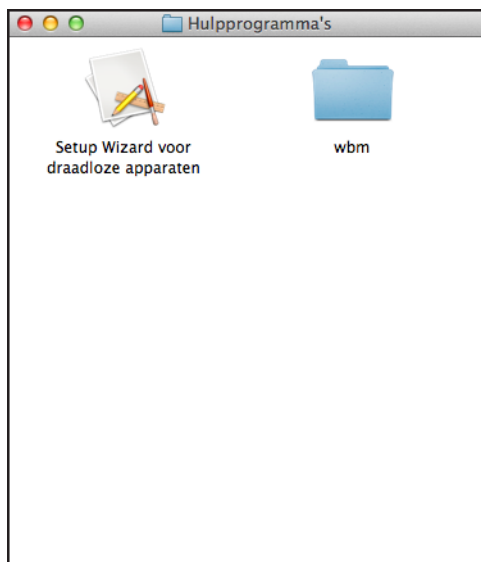 Hulpprogramma's
Setup Wizard voor
draadloze apparaten
wbm